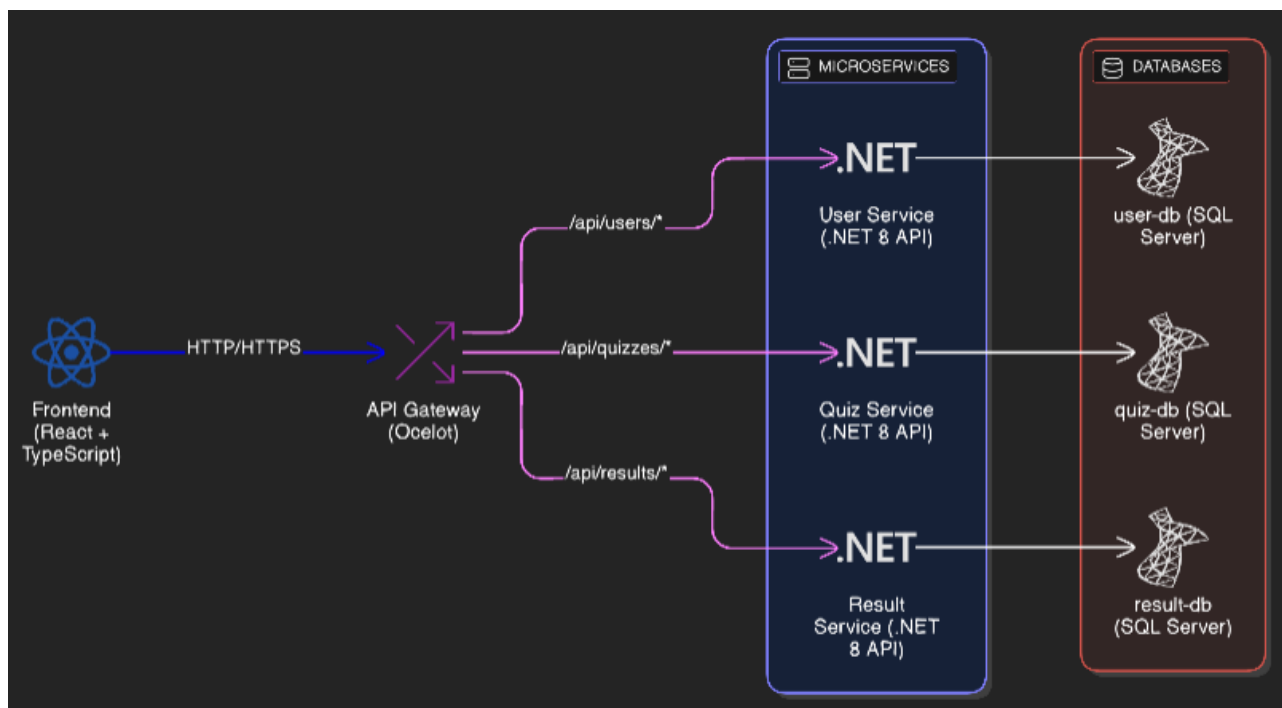 MICROSERVICES
DATABASES
.NET
User Service
(.NET 8 API)
user-db (SQL
Server)
/api/users/*
HTTP/HTTPS
/api/quizzes/*
.NET
Frontend
(React +
TypeScript)
API Gateway
(Ocelot)
Quiz Service
(.NET 8 API)
quiz-db (SQL
Server)
/api/results/*
.NET
Result
Service (.NET
8 API)
result-db
(SQL Server)